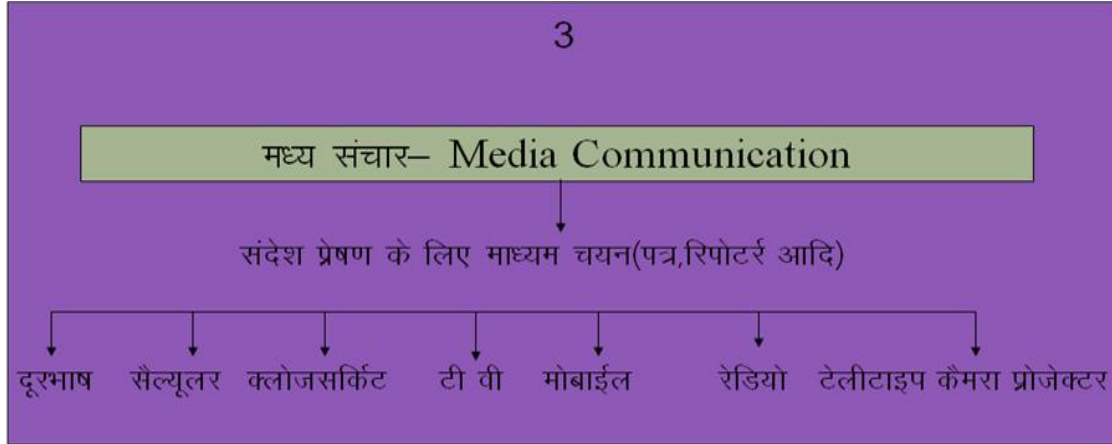 3
मध्य संचार– Media Communication
संदेश प्रेषण के लिए माध्यम चयन(पत्र,रिपोटर्र आदि)
दूरभाष सैल्यूलर क्लोजसर्किट टी वी मोबाईल रेडियो टेलीटाइप कैमरा प्रोजेक्टर